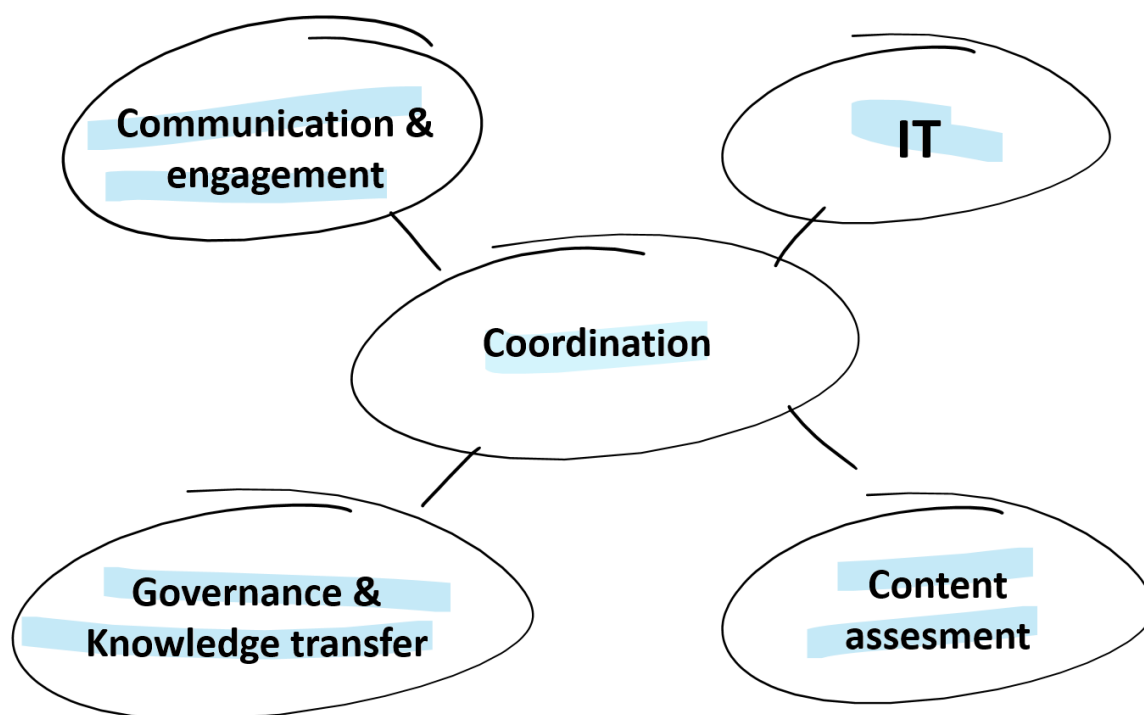 Communication &
engagement
IT
Coordination
Governance &
Knowledge transfer
Content
assesment